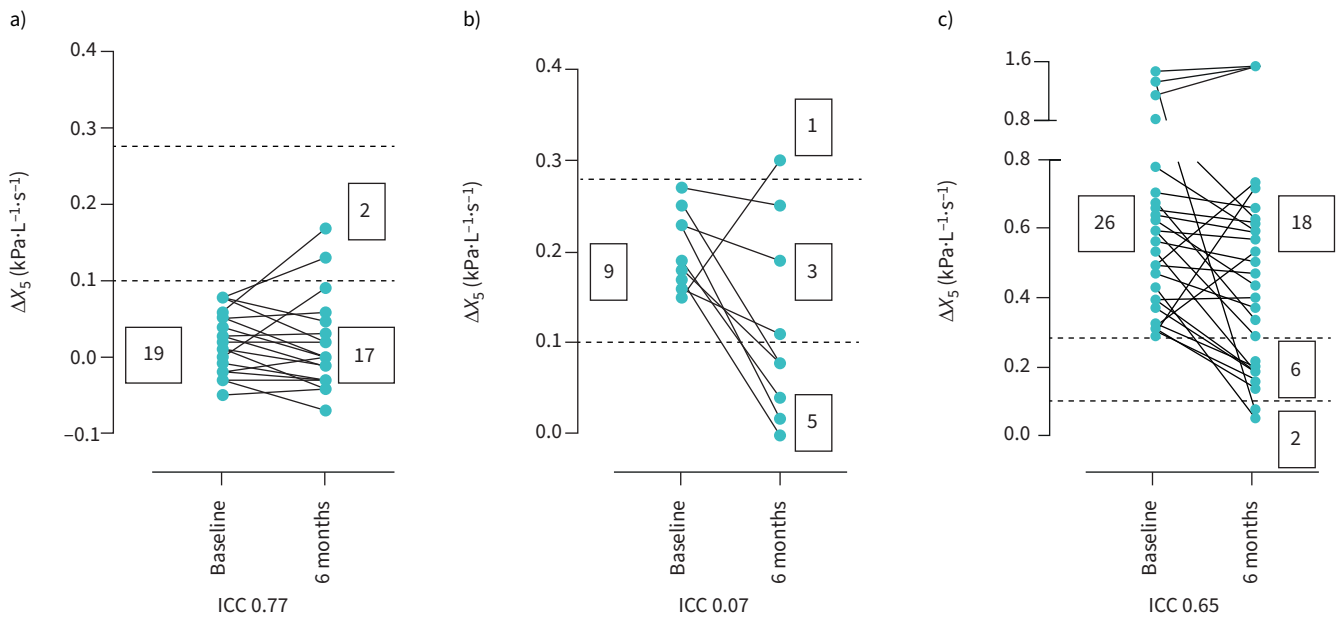 a)
0.4
0.3
0.2
0.1
0.0
−0.1
ΔX₅ (kPa·L⁻¹·s⁻¹)
2
19
17
Baseline
6 months
ICC 0.77
b)
0.4
0.3
0.2
0.1
0.0
ΔX₅ (kPa·L⁻¹·s⁻¹)
1
9
3
5
Baseline
6 months
ICC 0.07
c)
1.6
0.8
0.8
0.6
0.4
0.2
0.0
ΔX₅ (kPa·L⁻¹·s⁻¹)
26
18
6
2
Baseline
6 months
ICC 0.65